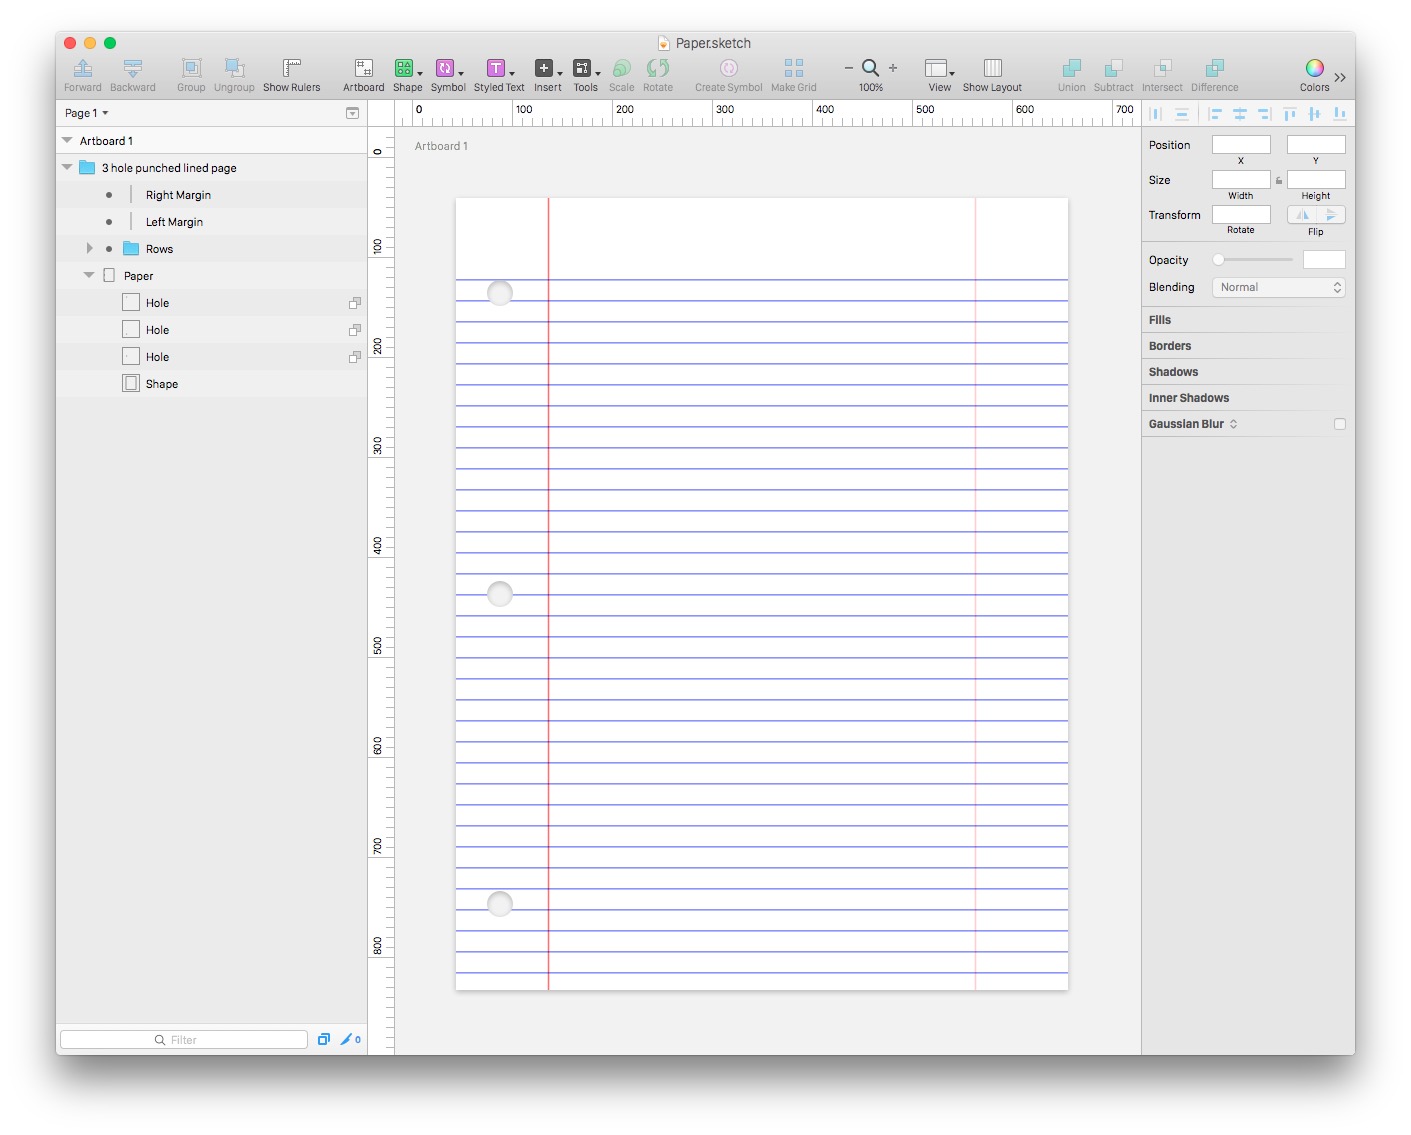 Paper.sketch
Forward Backward Group Ungroup Show Rulers Artboard Shape Symbol Styled Text Insert Tools Scale Rotate Create Symbol Make Grid 100% View Show Layout Union Subtract Intersect Difference Colors
Page 1
0 100 200 300 400 500 600 700
Artboard 1
3 hole punched lined page
Right Margin
Left Margin
Rows
Paper
Hole
Hole
Hole
Shape
Filter
0
0
100
200
300
400
500
600
700
800
Artboard 1
Position
X Y
Size
Width Height
Transform
Rotate Flip
Opacity
Blending Normal
Fills
Borders
Shadows
Inner Shadows
Gaussian Blur